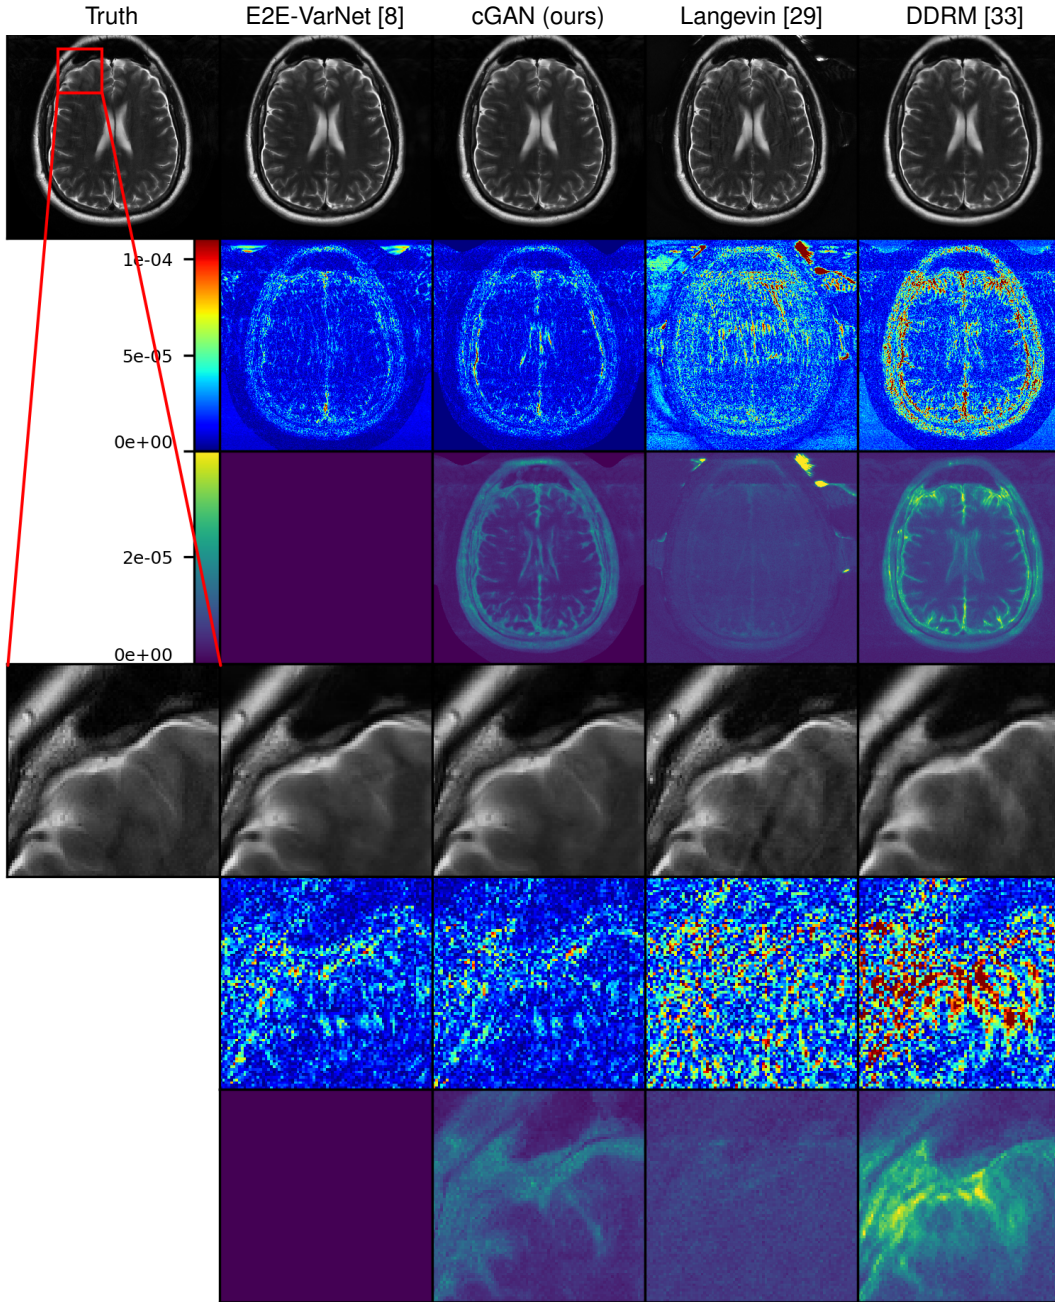 Truth E2E-VarNet [8] cGAN (ours) Langevin [29] DDRM [33]
1e-04
5e-05
0e+00
2e-05
0e+00